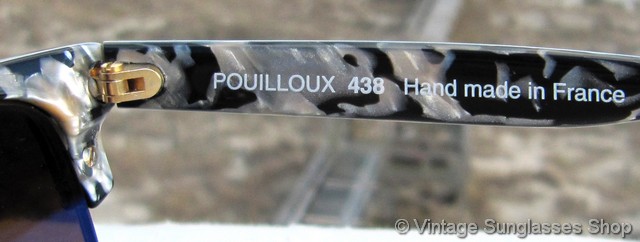 POUILLOUX 438 Hand made in France
© Vintage Sunglasses Shop